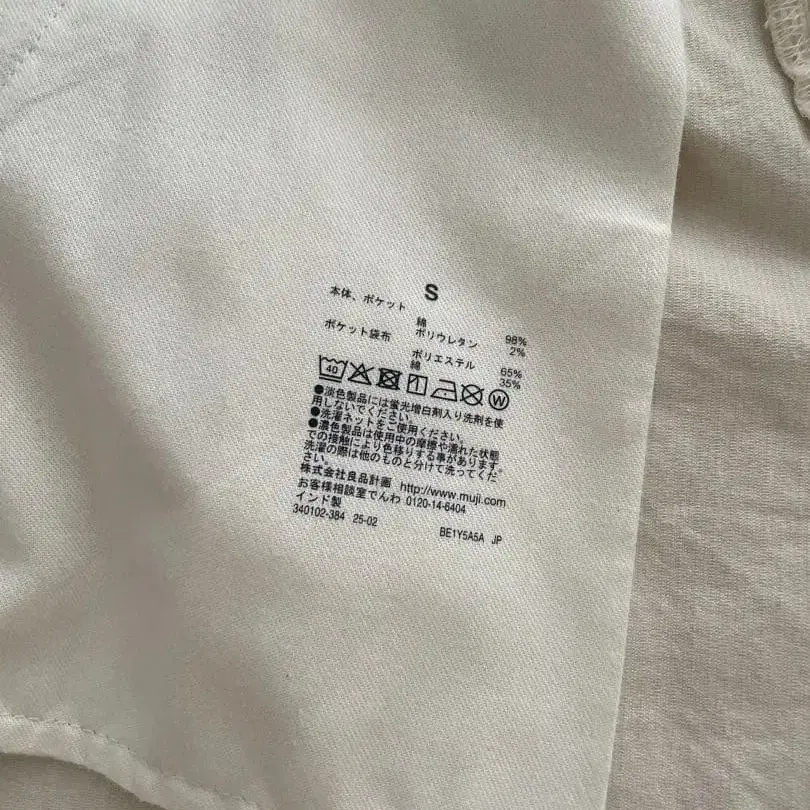 S
本体、ポケット
綿 98%
ポリウレタン 2%
ポケット袋布
ポリエステル 65%
綿 35%
40
W
●淡色製品には蛍光増白剤入り洗剤を使
用しないでください。
●洗濯ネットをご使用ください。
●濃色製品は使用中の摩擦や濡れた状態
での接触により色移りする事があります。
洗濯の際は他のものと分けて洗ってくだ
さい。
株式会社良品計画 http://www.muji.com
お客様相談室でんわ 0120-14-6404
インド製
340102-384 25-02 BE1Y5A5A JP